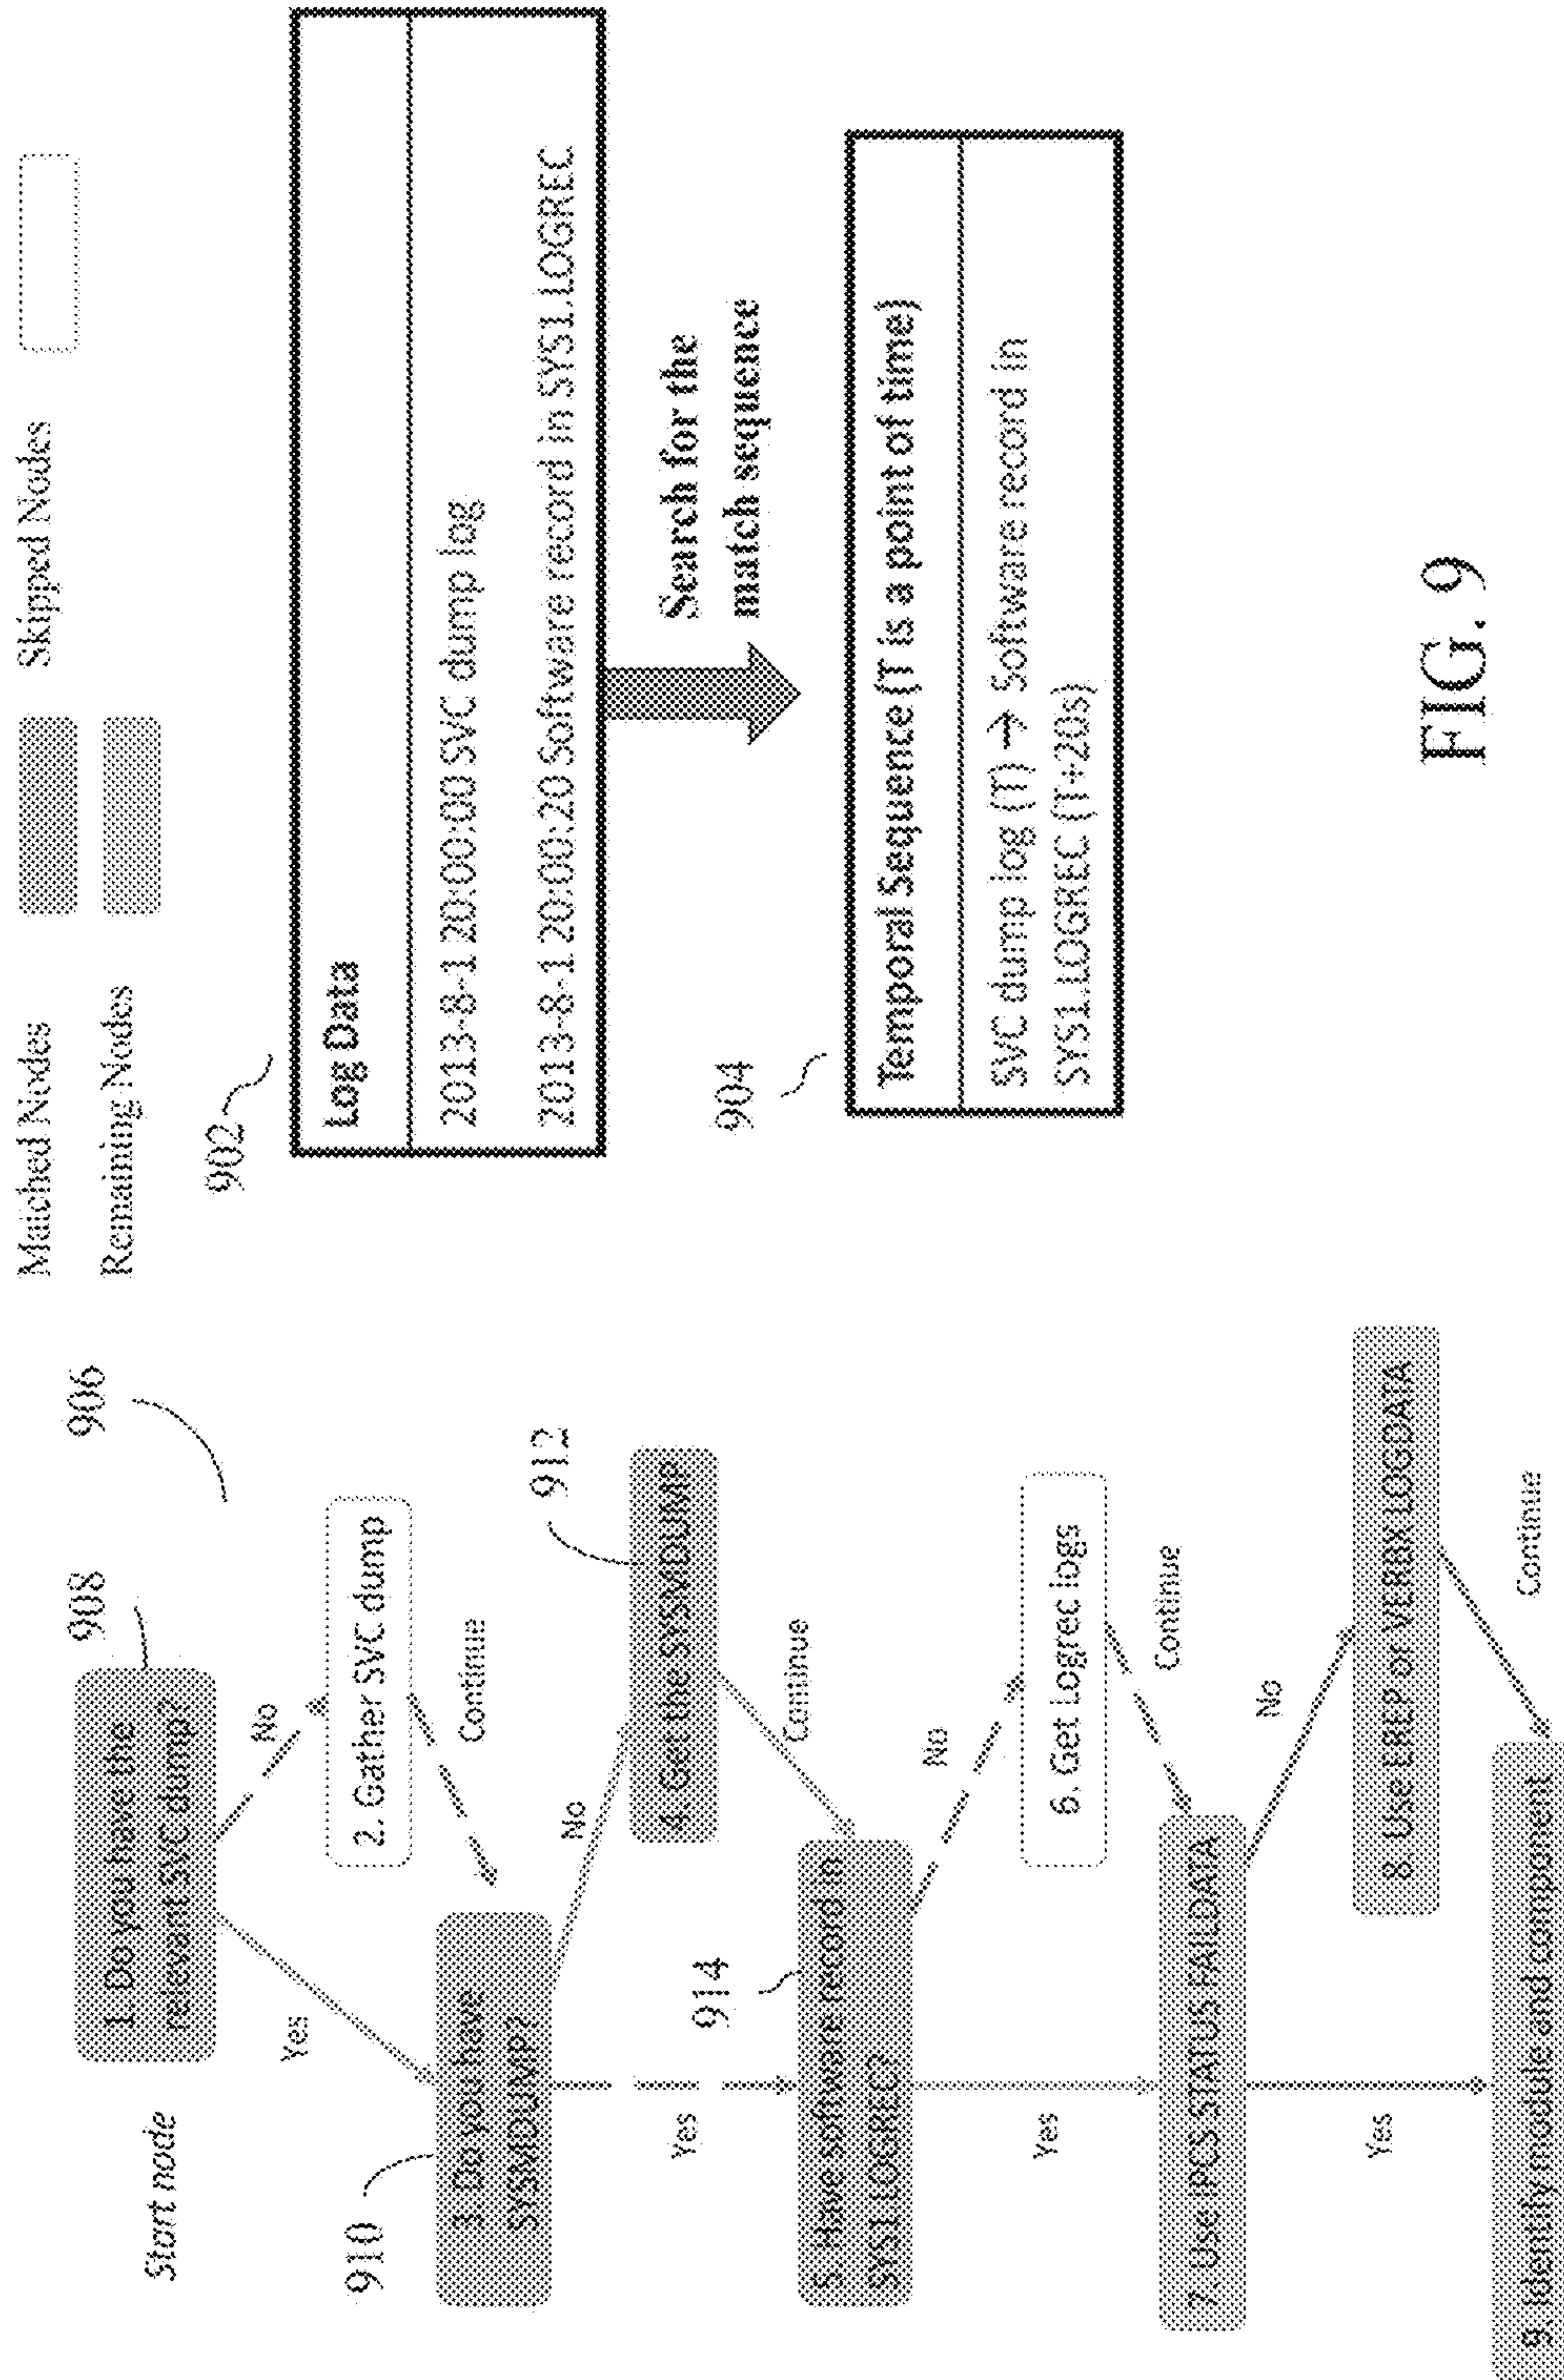 Matched Nodes
Skipped Nodes
Remaining Nodes
906
908
Start node
1. Do you have the
relevant SVC dump?
No
Yes
2. Gather SVC dump
Continue
910
3. Do you have
SYSMDUMP?
No
912
4. Get the SYSMDUMP
Yes
Continue
914
5. Have software record in
SYS1.LOGREC?
No
6. Get Logrec logs
Yes
Continue
7. Use IPCS STATUS FAILDATA
No
8. Use LRLP or VERBX LOGDATA
Yes
Continue
9. Identify module and component
902
Log Data
2013-8-1 20:00:00 SVC dump log
2013-8-1 20:00:20 Software record in SYS1.LOGREC
Search for the
match sequence
904
Temporal Sequence (T is a point of time)
SVC dump log (T) → Software record in
SYS1.LOGREC (T+20s)
FIG. 9